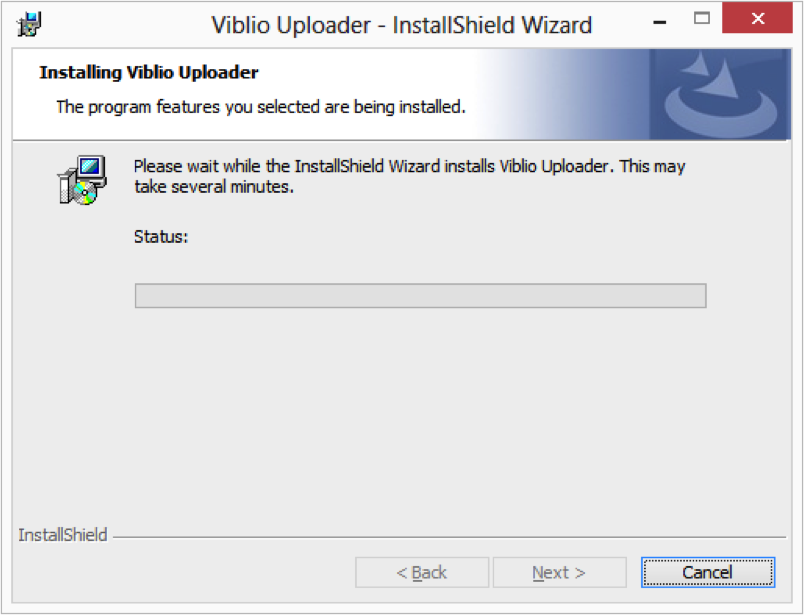 Viblio Uploader - InstallShield Wizard
Installing Viblio Uploader
The program features you selected are being installed.
Please wait while the InstallShield Wizard installs Viblio Uploader. This may
take several minutes.
Status:
InstallShield
< Back
Next >
Cancel